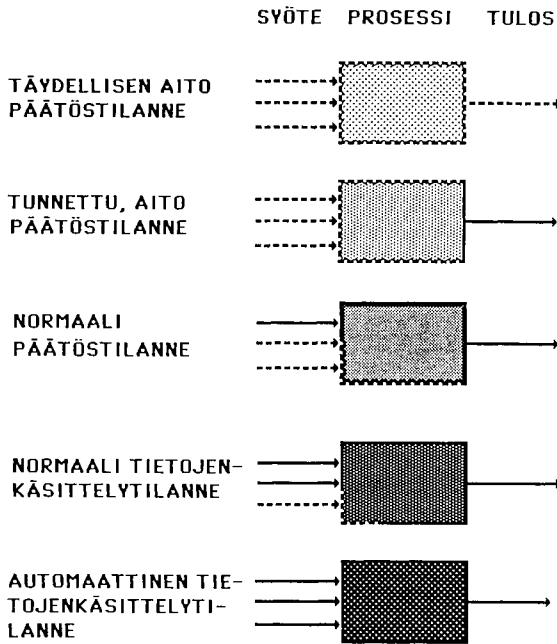 SYÖTE PROSESSI TULOS
TÄYDELLISEN AITO
PÄÄTÖSTILANNE
TUNNETTU, AITO
PÄÄTÖSTILANNE
NORMAALI
PÄÄTÖSTILANNE
NORMAALI TIETOJEN-
KÄSITTELYTILANNE
AUTOMAATTINEN TIE-
TOJENKÄSITTELYTI-
LANNE